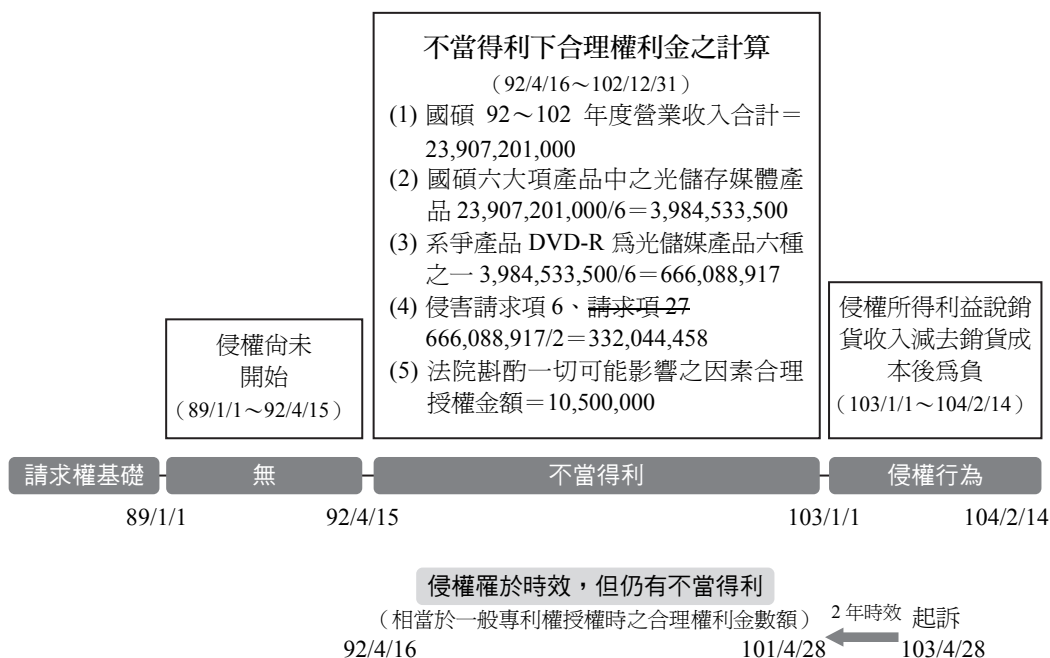 不當得利下合理權利金之計算
（92/4/16～102/12/31）
(1) 國碩 92～102 年度營業收入合計＝
23,907,201,000
(2) 國碩六大項產品中之光儲存媒體產
品 23,907,201,000/6＝3,984,533,500
(3) 系爭產品 DVD-R 爲光儲媒產品六種
之一 3,984,533,500/6＝666,088,917
(4) 侵害請求項 6、請求項 27
666,088,917/2＝332,044,458
(5) 法院斟酌一切可能影響之因素合理
授權金額＝10,500,000
侵權尚未
開始
（89/1/1～92/4/15）
侵權所得利益說銷
貨收入減去銷貨成
本後爲負
（103/1/1～104/2/14）
請求權基礎 無 不當得利 侵權行為
89/1/1 92/4/15 103/1/1 104/2/14
侵權罹於時效，但仍有不當得利
（相當於一般專利權授權時之合理權利金數額） 2 年時效 起訴
92/4/16 101/4/28 103/4/28